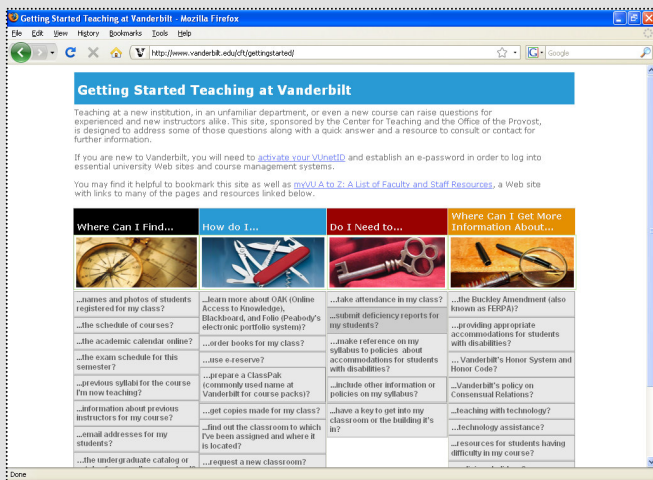 Getting Started Teaching at Vanderbilt - Mozilla Firefox
File Edit View History Bookmarks Tools Help
http://www.vanderbilt.edu/cft/gettingstarted/
Google
Getting Started Teaching at Vanderbilt
Teaching at a new institution, in an unfamiliar department, or even a new course can raise questions for
experienced and new instructors alike. This site, sponsored by the Center for Teaching and the Office of the Provost,
is designed to address some of those questions along with a quick answer and a resource to consult or contact for
further information.
If you are new to Vanderbilt, you will need to activate your VUnetID and establish an e-password in order to log into
essential university Web sites and course management systems.
You may find it helpful to bookmark this site as well as myVU A to Z: A List of Faculty and Staff Resources, a Web site
with links to many of the pages and resources linked below.
Where Can I Find...
...names and photos of students
registered for my class?
...the schedule of courses?
...the academic calendar online?
...the exam schedule for this
semester?
...previous syllabi for the course
I'm now teaching?
...information about previous
instructors for my course?
...email addresses for my
students?
...the undergraduate catalog or
How do I...
...learn more about OAK (Online
Access to Knowledge),
Blackboard, and Folio (Peabody's
electronic portfolio system)?
...order books for my class?
...use e-reserve?
...prepare a ClassPak
(commonly used name at
Vanderbilt for course packs)?
...get copies made for my class?
...find out the classroom to which
I've been assigned and where it
is located?
...request a new classroom?
Do I Need to...
...take attendance in my class?
...submit deficiency reports for
my students?
...make reference on my
syllabus to policies about
accommodations for students
with disabilities?
...include other information or
policies on my syllabus?
...have a key to get into my
classroom or the building it's
in?
Where Can I Get More
Information About...
...the Buckley Amendment (also
known as FERPA)?
...providing appropriate
accommodations for students
with disabilities?
... Vanderbilt's Honor System and
Honor Code?
...Vanderbilt's policy on
Consensual Relations?
...teaching with technology?
...technology assistance?
...resources for students having
difficulty in my course?
Done